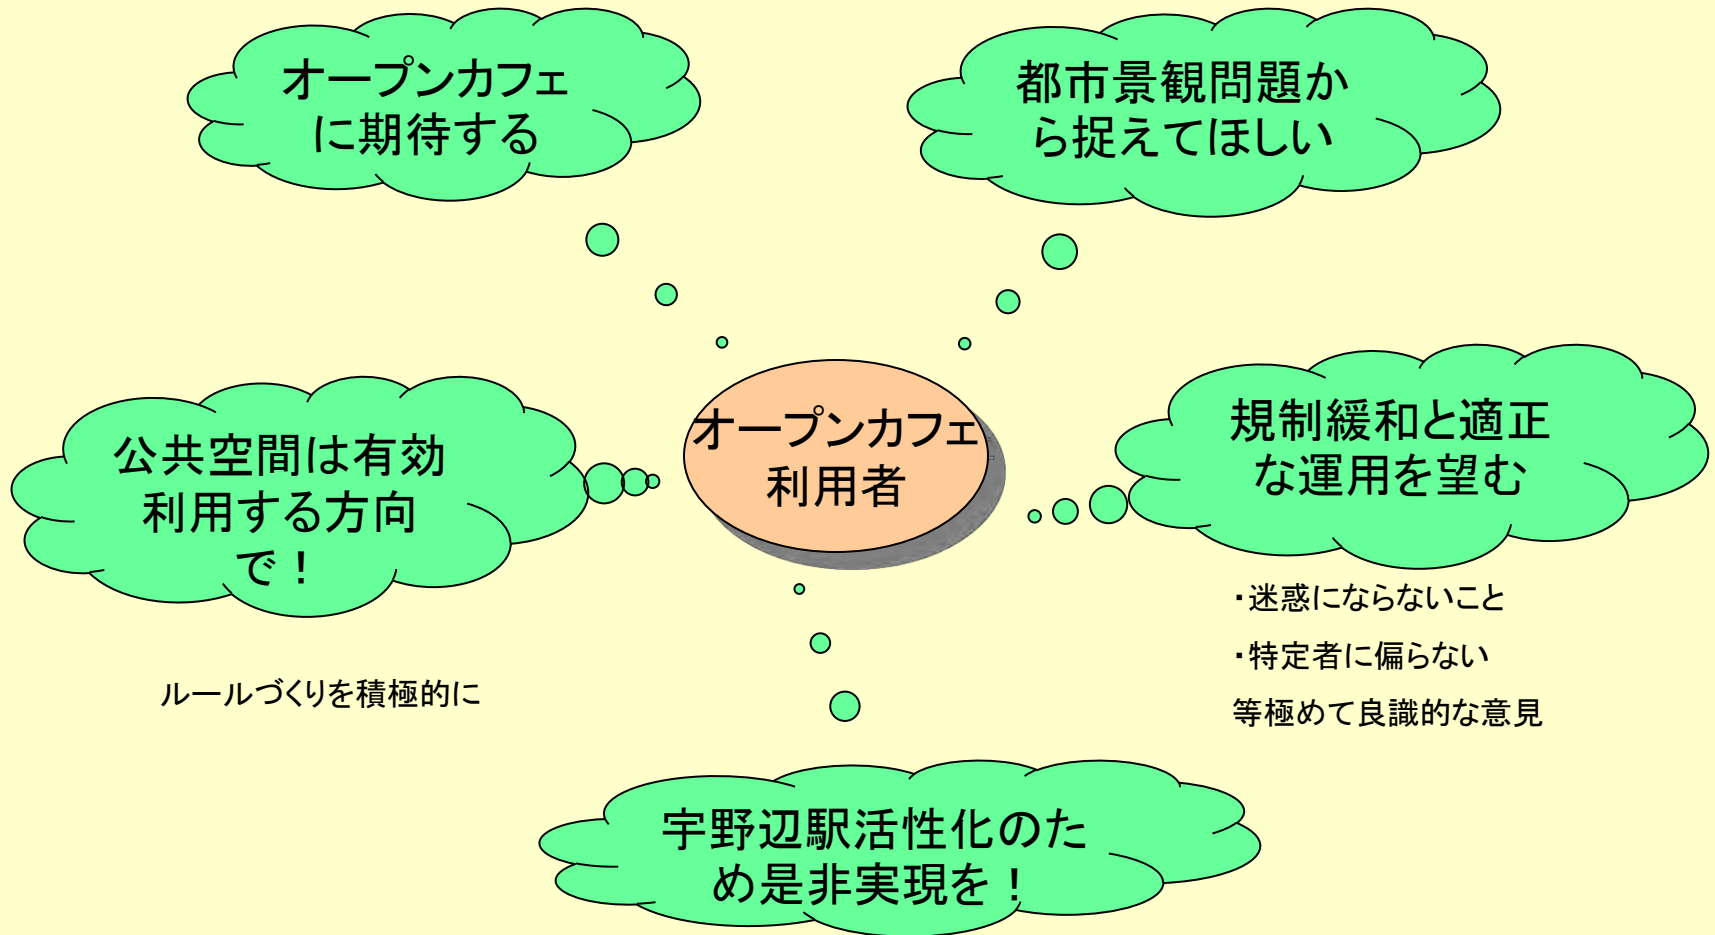 オープンカフェ
に期待する
都市景観問題か
ら捉えてほしい
オープンカフェ
利用者
公共空間は有効
利用する方向
で！
規制緩和と適正
な運用を望む
・迷惑にならないこと
・特定者に偏らない
等極めて良識的な意見
ルールづくりを積極的に
宇野辺駅活性化のた
め是非実現を！